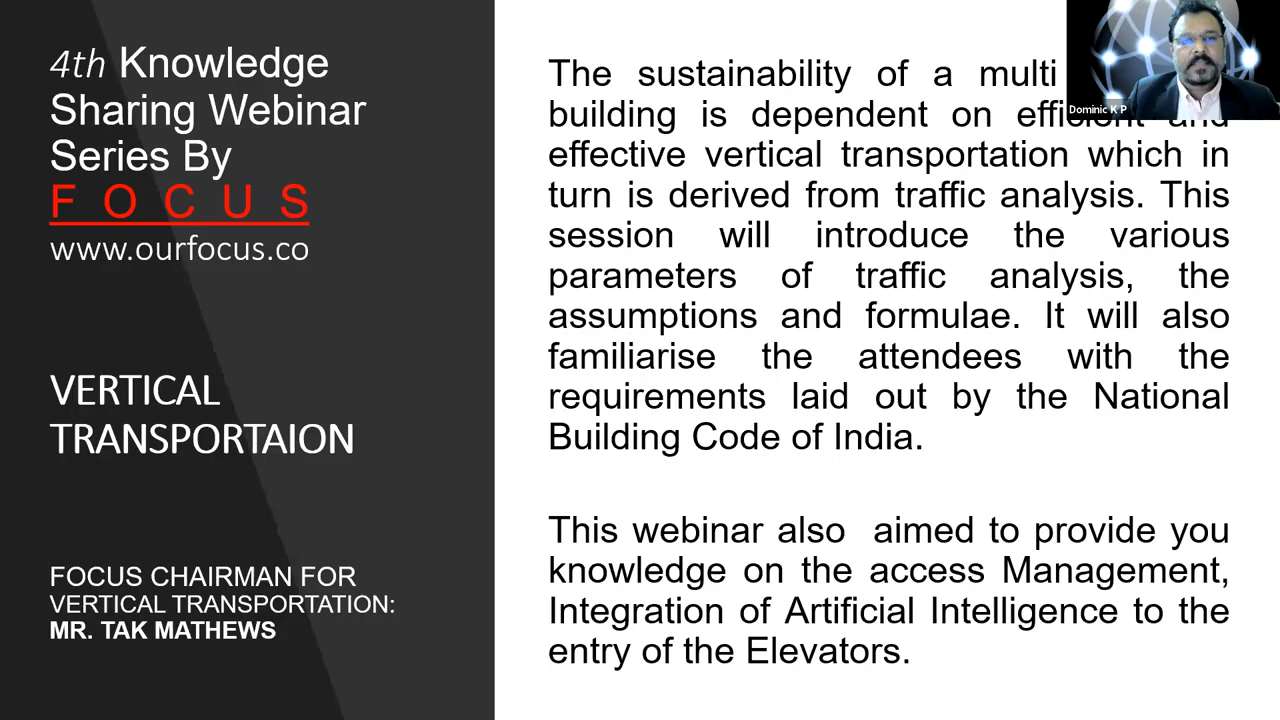 4th Knowledge
Sharing Webinar
Series By
F O C U S
www.ourfocus.co
VERTICAL
TRANSPORTAION
FOCUS CHAIRMAN FOR
VERTICAL TRANSPORTATION:
MR. TAK MATHEWS
The sustainability of a multi
building is dependent on efficient and
effective vertical transportation which in
turn is derived from traffic analysis. This
session will introduce the various
parameters of traffic analysis, the
assumptions and formulae. It will also
familiarise the attendees with the
requirements laid out by the National
Building Code of India.
This webinar also aimed to provide you
knowledge on the access Management,
Integration of Artificial Intelligence to the
entry of the Elevators.
Dominic K P